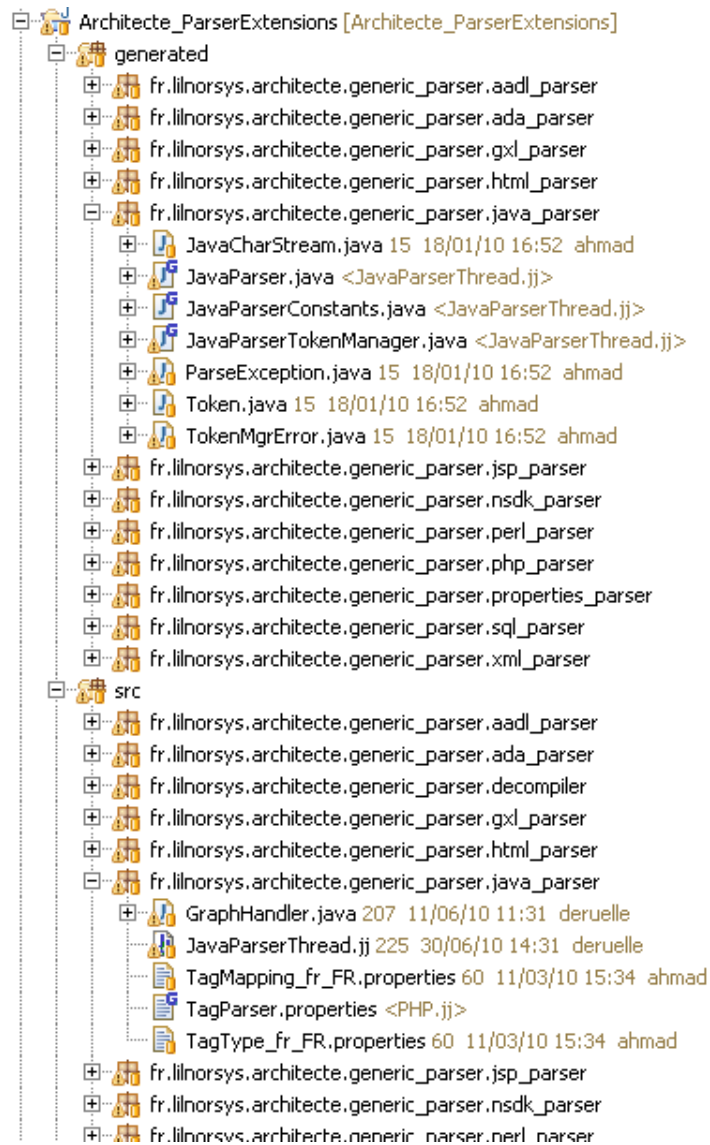 Architecte_ParserExtensions [Architecte_ParserExtensions]
generated
fr.lilnorsys.architecte.generic_parser.aadl_parser
fr.lilnorsys.architecte.generic_parser.ada_parser
fr.lilnorsys.architecte.generic_parser.gxl_parser
fr.lilnorsys.architecte.generic_parser.html_parser
fr.lilnorsys.architecte.generic_parser.java_parser
JavaCharStream.java 15 18/01/10 16:52 ahmad
JavaParser.java <JavaParserThread.jj>
JavaParserConstants.java <JavaParserThread.jj>
JavaParserTokenManager.java <JavaParserThread.jj>
ParseException.java 15 18/01/10 16:52 ahmad
Token.java 15 18/01/10 16:52 ahmad
TokenMgrError.java 15 18/01/10 16:52 ahmad
fr.lilnorsys.architecte.generic_parser.jsp_parser
fr.lilnorsys.architecte.generic_parser.nsdk_parser
fr.lilnorsys.architecte.generic_parser.perl_parser
fr.lilnorsys.architecte.generic_parser.php_parser
fr.lilnorsys.architecte.generic_parser.properties_parser
fr.lilnorsys.architecte.generic_parser.sql_parser
fr.lilnorsys.architecte.generic_parser.xml_parser
src
fr.lilnorsys.architecte.generic_parser.aadl_parser
fr.lilnorsys.architecte.generic_parser.ada_parser
fr.lilnorsys.architecte.generic_parser.decompiler
fr.lilnorsys.architecte.generic_parser.gxl_parser
fr.lilnorsys.architecte.generic_parser.html_parser
fr.lilnorsys.architecte.generic_parser.java_parser
GraphHandler.java 207 11/06/10 11:31 deruelle
JavaParserThread.jj 225 30/06/10 14:31 deruelle
TagMapping_fr_FR.properties 60 11/03/10 15:34 ahmad
TagParser.properties <PHP.jj>
TagType_fr_FR.properties 60 11/03/10 15:34 ahmad
fr.lilnorsys.architecte.generic_parser.jsp_parser
fr.lilnorsys.architecte.generic_parser.nsdk_parser
fr.lilnorsys.architecte.generic_parser.perl_parser